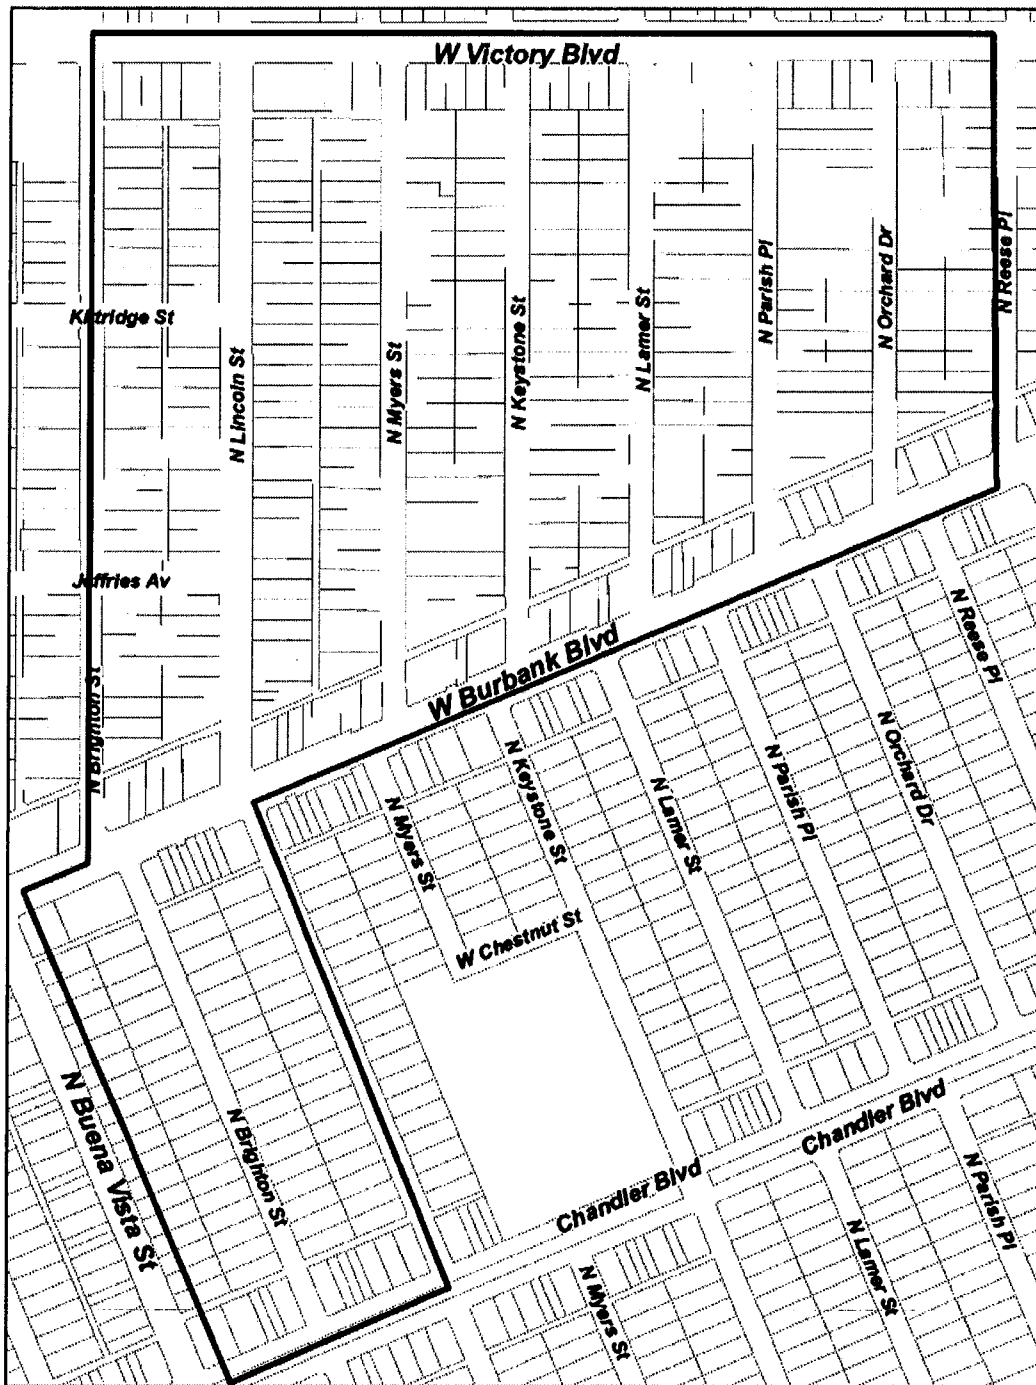 W Victory Blvd
N Reese Pl
N Orchard Dr
N Parish Pl
N Lamer St
N Keystone St
N Myers St
N Lincoln St
Kittridge St
Jeffries Av
N Brighton St
W Burbank Blvd
N Reese Pl
N Orchard Dr
N Parish Pl
N Lamer St
N Keystone St
N Myers St
W Chestnut St
N Buena Vista St
N Brighton St
Chandler Blvd
Chandler Blvd
N Parish Pl
N Lamer St
N Myers St